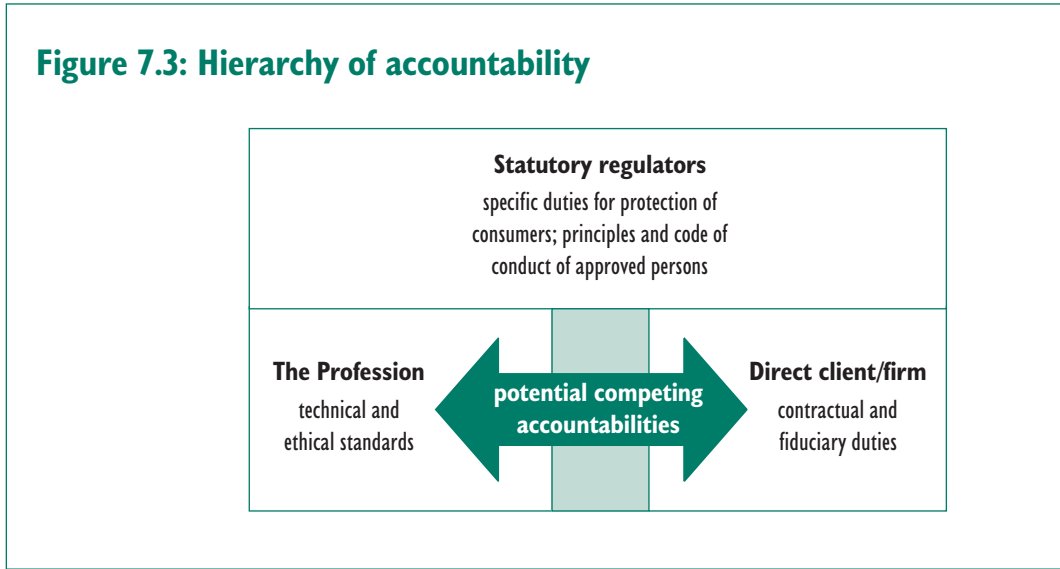 Figure 7.3: Hierarchy of accountability
Statutory regulators
specific duties for protection of
consumers; principles and code of
conduct of approved persons
The Profession
technical and
ethical standards
potential competing
accountabilities
Direct client/firm
contractual and
fiduciary duties